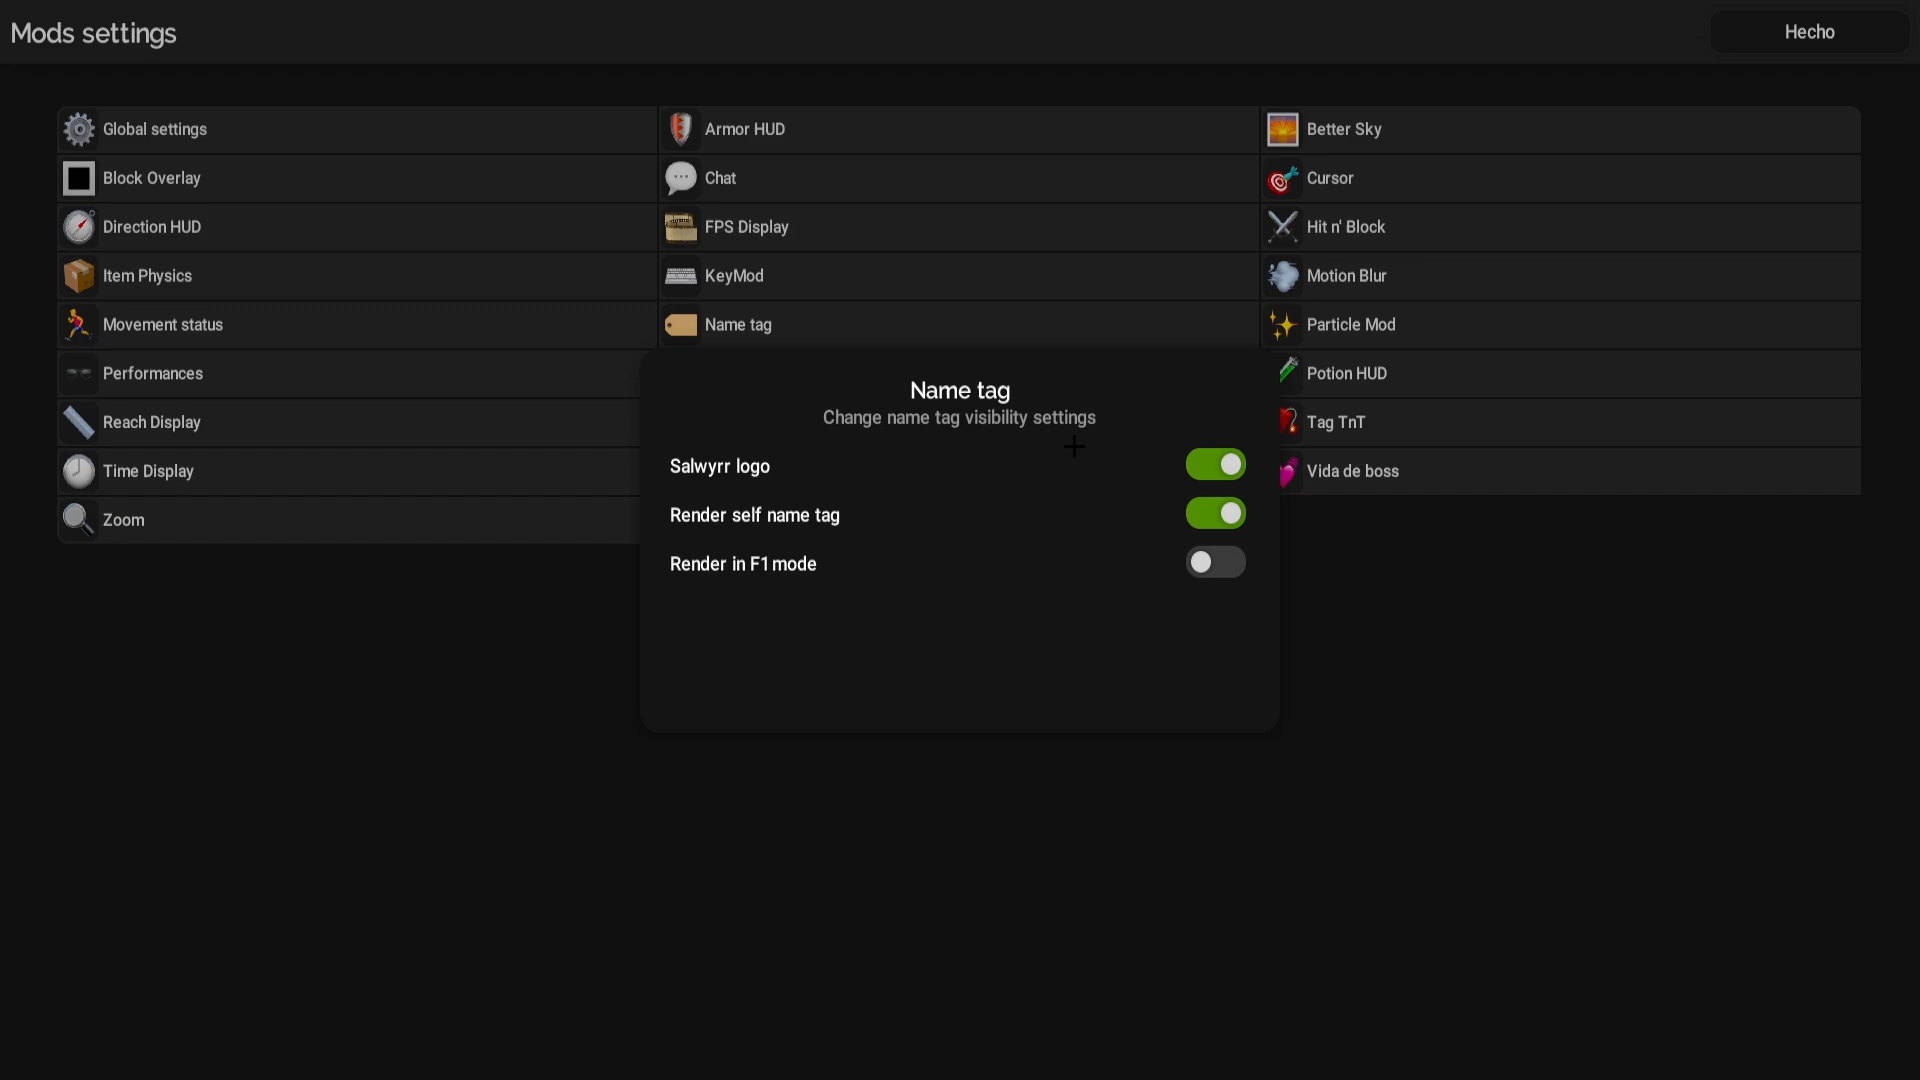 Mods settings
Hecho
Global settings
Armor HUD
Better Sky
Block Overlay
Chat
Cursor
Direction HUD
FPS Display
Hit n' Block
Item Physics
KeyMod
Motion Blur
Movement status
Name tag
Particle Mod
Performances
Potion HUD
Reach Display
Tag TnT
Time Display
Vida de boss
Zoom
Name tag
Change name tag visibility settings
Salwyrr logo
Render self name tag
Render in F1 mode